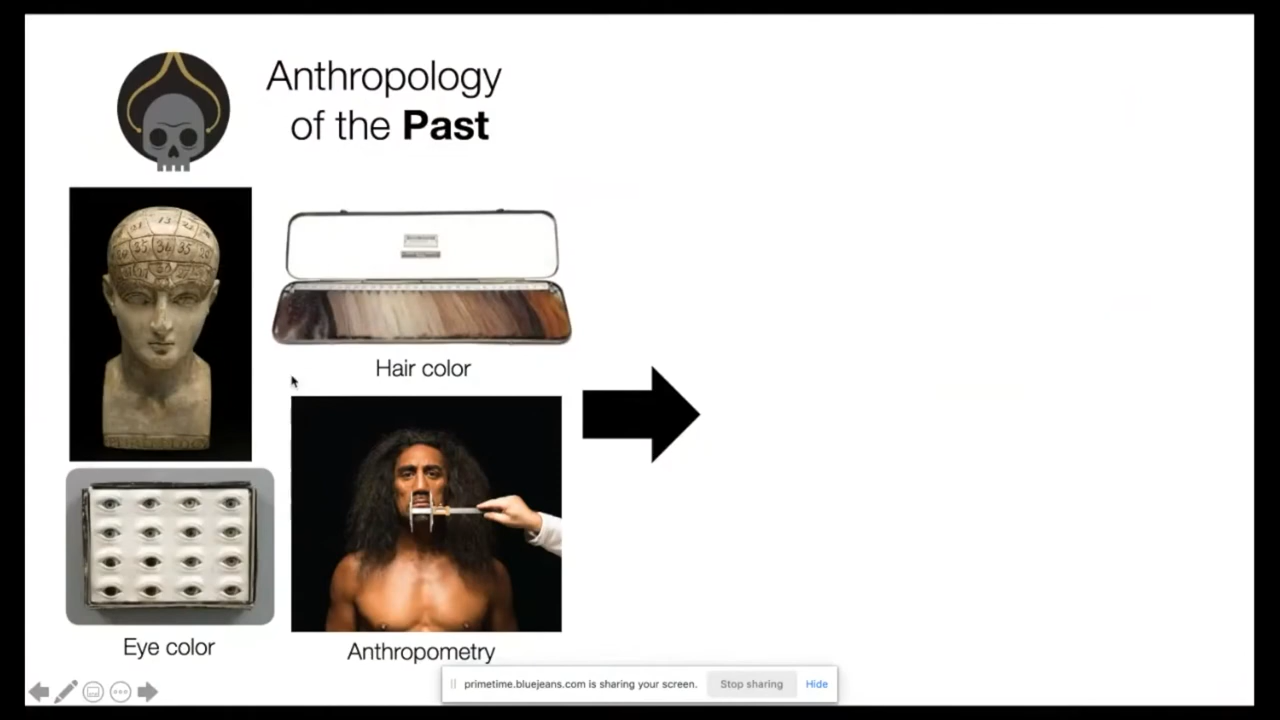 Anthropology
of the Past
Hair color
Eye color
Anthropometry
primetime.bluejeans.com is sharing your screen.
Stop sharing
Hide